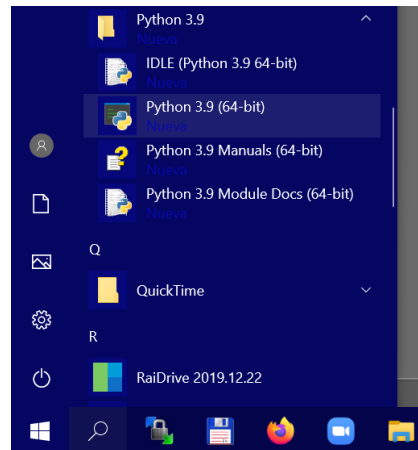 Python 3.9
Nueva
IDLE (Python 3.9 64-bit)
Nueva
Python 3.9 (64-bit)
Nueva
Python 3.9 Manuals (64-bit)
Nueva
Python 3.9 Module Docs (64-bit)
Nueva
Q
QuickTime
R
RaiDrive 2019.12.22